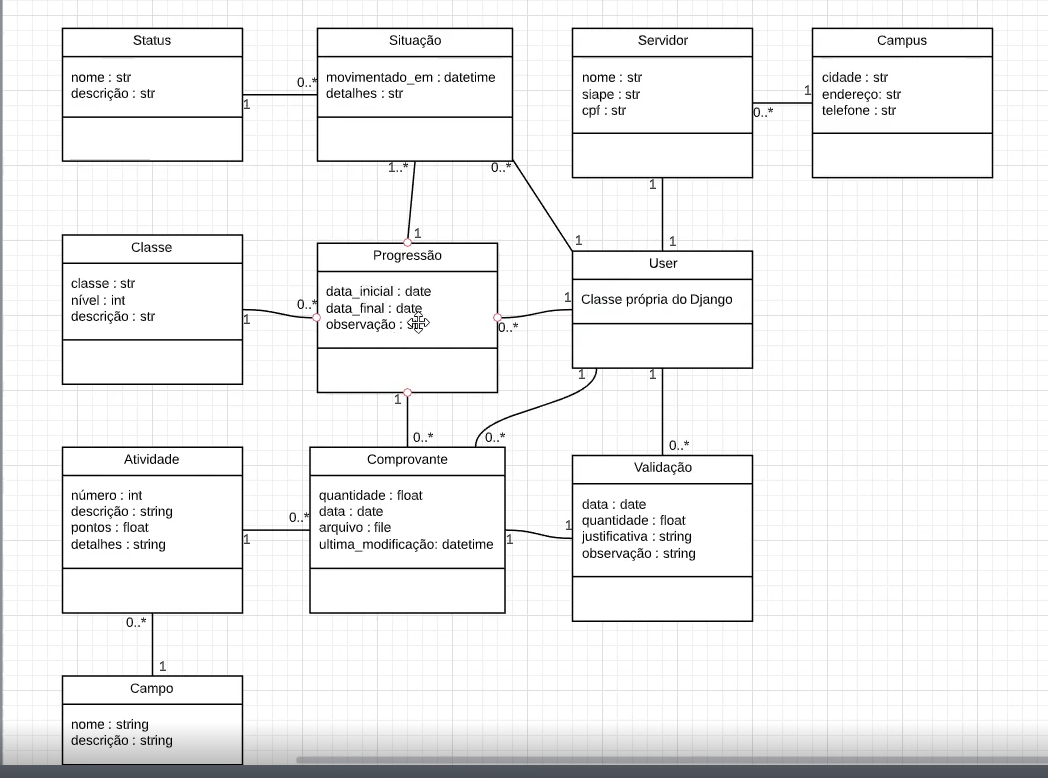 Status
nome : str
descrição : str
1
0..*
Situação
movimentado_em : datetime
detalhes : str
1..*
0..*
Servidor
nome : str
siape : str
cpf : str
0..*
1
1
Campus
cidade : str
endereço: str
telefone : str
Classe
classe : str
nível : int
descrição : str
1
0..*
1
Progressão
data_inicial : date
data_final : date
observação :
0..*
1
1
1
1
User
Classe própria do Django
1
1
0..*
0..*
0..*
Atividade
número : int
descrição : string
pontos : float
detalhes : string
1
0..*
0..*
Comprovante
quantidade : float
data : date
arquivo : file
ultima_modificação: datetime
1
1
Validação
data : date
quantidade : float
justificativa : string
observação : string
1
Campo
nome : string
descrição : string